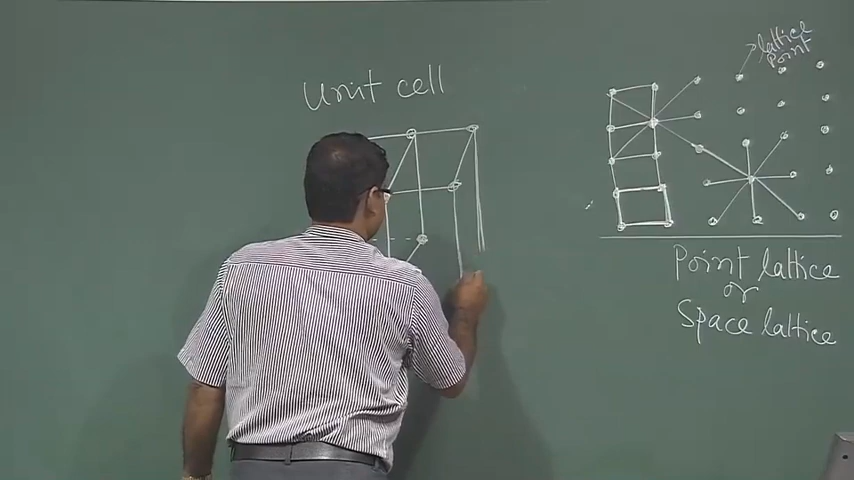 Unit cell
lattice
point
Point lattice
or
Space lattice